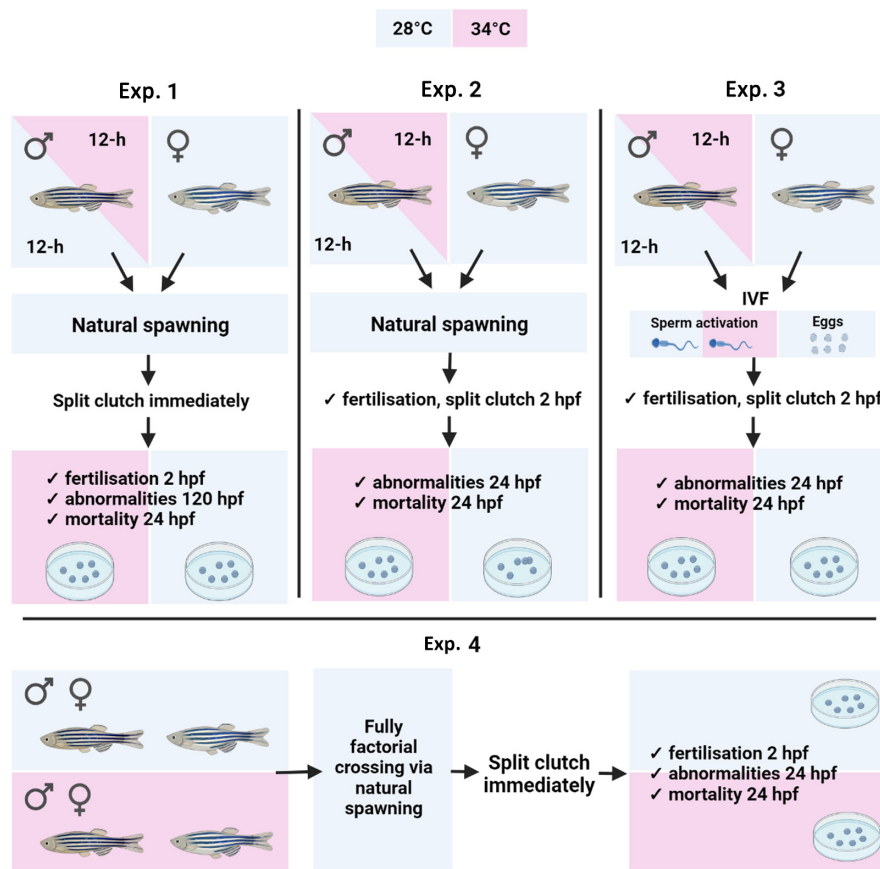 28°C 34°C
Exp. 1
♂ 12-h ♀
12-h
Natural spawning
Split clutch immediately
✓ fertilisation 2 hpf
✓ abnormalities 120 hpf
✓ mortality 24 hpf
Exp. 2
♂ 12-h ♀
12-h
Natural spawning
✓ fertilisation, split clutch 2 hpf
✓ abnormalities 24 hpf
✓ mortality 24 hpf
Exp. 3
♂ 12-h ♀
12-h
IVF
Sperm activation Eggs
✓ fertilisation, split clutch 2 hpf
✓ abnormalities 24 hpf
✓ mortality 24 hpf
Exp. 4
♂ ♀
♂ ♀
Fully
factorial
crossing via
natural
spawning
Split clutch
immediately
✓ fertilisation 2 hpf
✓ abnormalities 24 hpf
✓ mortality 24 hpf